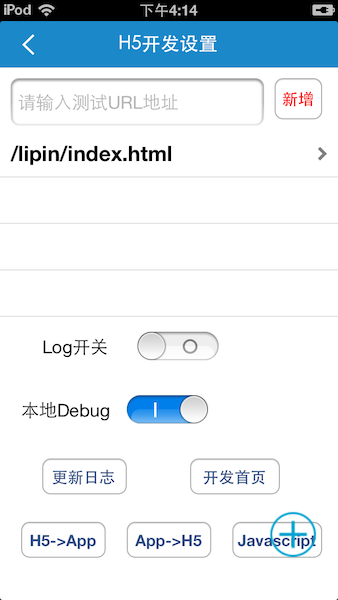 iPod 下午4:14
H5开发设置
请输入测试URL地址 新增
/lipin/index.html
Log开关
本地Debug
更新日志 开发首页
H5->App App->H5 Javascript